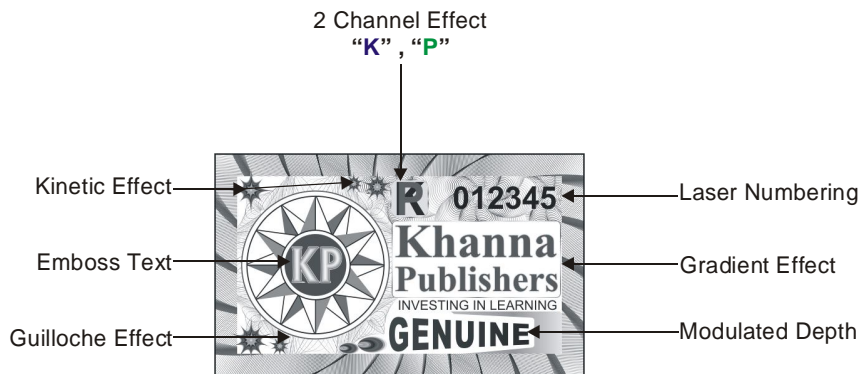 2 Channel Effect
“K” , “P”
Kinetic Effect
Emboss Text
Guilloche Effect
KP
K 012345
Khanna
Publishers
INVESTING IN LEARNING
GENUINE
Laser Numbering
Gradient Effect
Modulated Depth